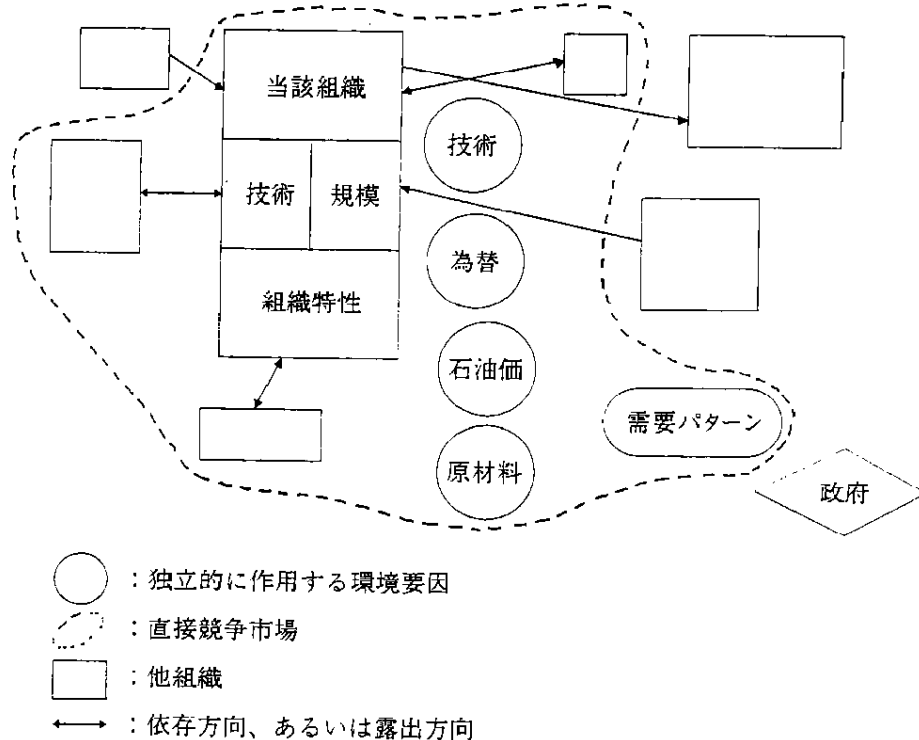 当該組織
技術
技術
規模
為替
組織特性
石油価
需要パターン
原材料
政府
：独立的に作用する環境要因
：直接競争市場
：他組織
：依存方向、あるいは露出方向